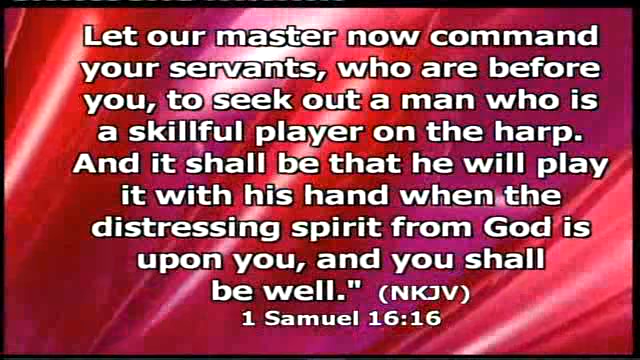 Let our master now command
your servants, who are before
you, to seek out a man who is
a skillful player on the harp.
And it shall be that he will play
it with his hand when the
distressing spirit from God is
upon you, and you shall
be well." (NKJV)
1 Samuel 16:16